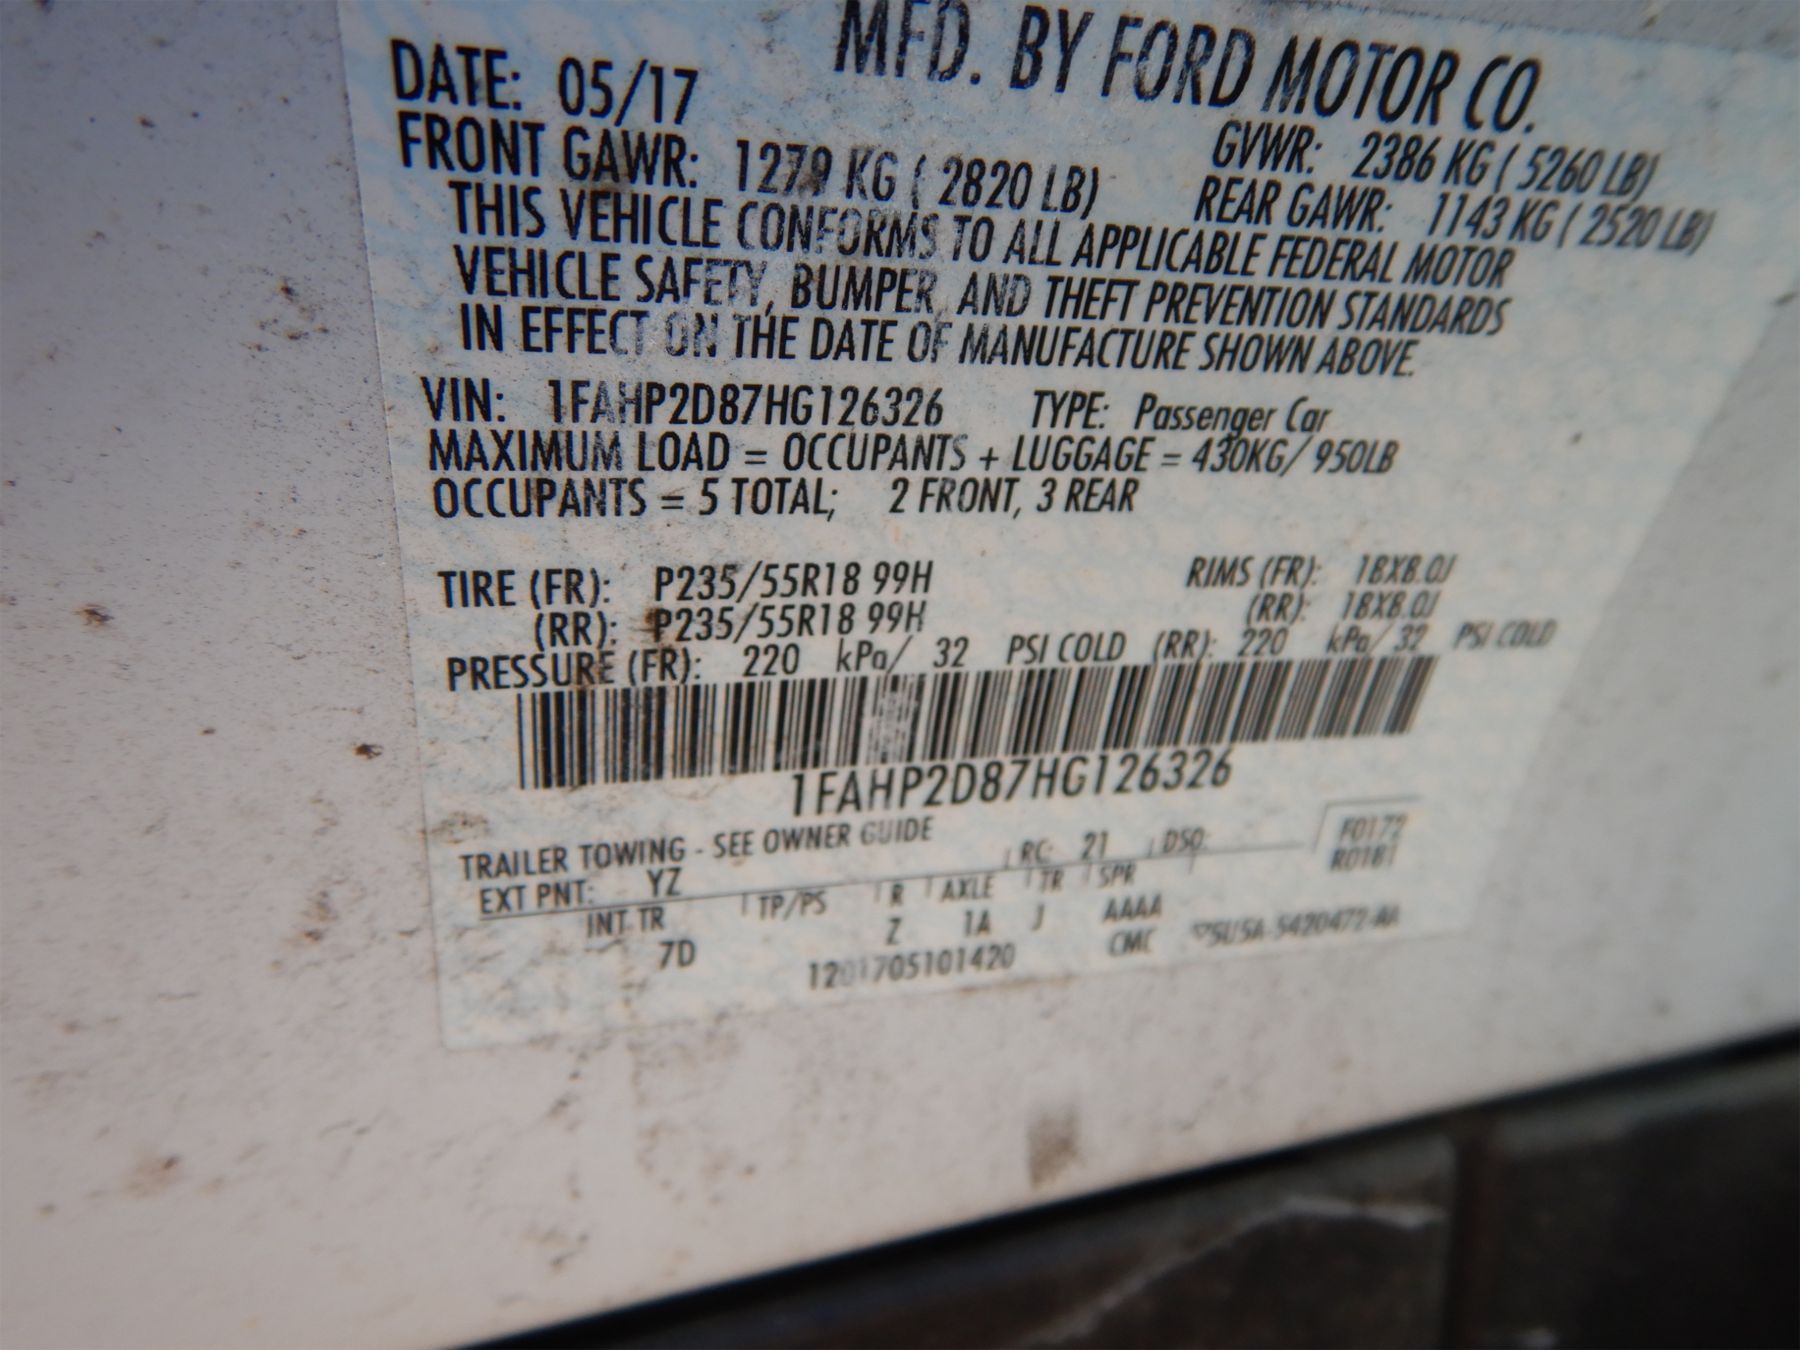 MFD. BY FORD MOTOR CO.
DATE: 05/17
GVWR: 2386 KG ( 5260 LB)
FRONT GAWR: 1279 KG ( 2820 LB) REAR GAWR: 1143 KG ( 2520 LB)
THIS VEHICLE CONFORMS TO ALL APPLICABLE FEDERAL MOTOR
VEHICLE SAFETY, BUMPER, AND THEFT PREVENTION STANDARDS
IN EFFECT ON THE DATE OF MANUFACTURE SHOWN ABOVE.
VIN: 1FAHP2D87HG126326 TYPE: Passenger Car
MAXIMUM LOAD = OCCUPANTS + LUGGAGE = 430KG/ 950LB
OCCUPANTS = 5 TOTAL; 2 FRONT, 3 REAR
TIRE (FR): P235/55R18 99H RIMS (FR): 18X8.0J
(RR): P235/55R18 99H (RR): 18X8.0J
PRESSURE (FR): 220 kPa/ 32 PSI COLD (RR): 220 kPa/ 32 PSI COLD
1FAHP2D87HG126326
TRAILER TOWING - SEE OWNER GUIDE F0172
EXT PNT: YZ RC: 21 DSO: R0181
INT TR TP/PS R AXLE TR SPR
7D Z 1A J AAAA
1201705101420 CMC